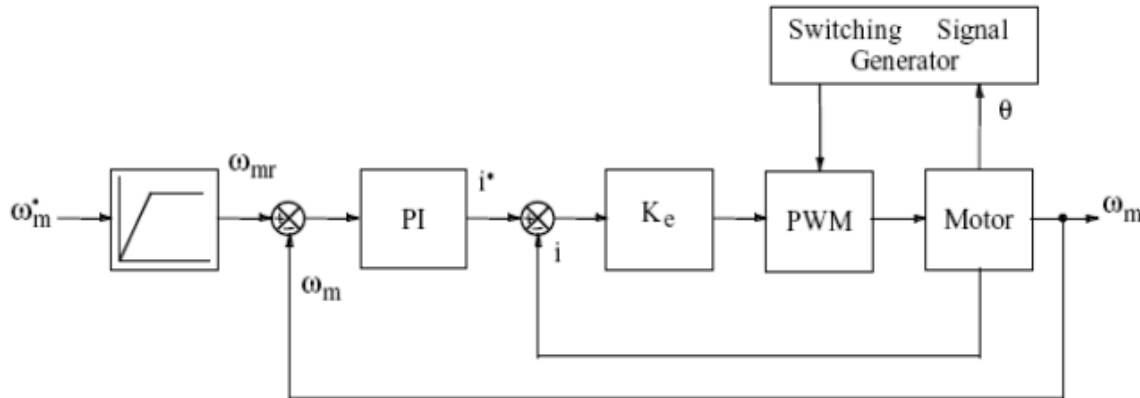 Switching Signal
Generator
θ
ω*m
ωmr
ωm
PI
i*
i
Ke
PWM
Motor
ωm